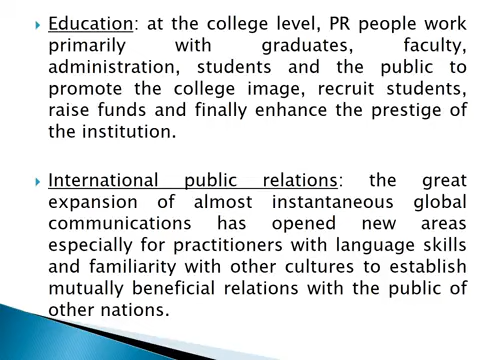 Education: at the college level, PR people work
primarily with graduates, faculty,
administration, students and the public to
promote the college image, recruit students,
raise funds and finally enhance the prestige of
the institution.
International public relations: the great
expansion of almost instantaneous global
communications has opened new areas
especially for practitioners with language skills
and familiarity with other cultures to establish
mutually beneficial relations with the public of
other nations.